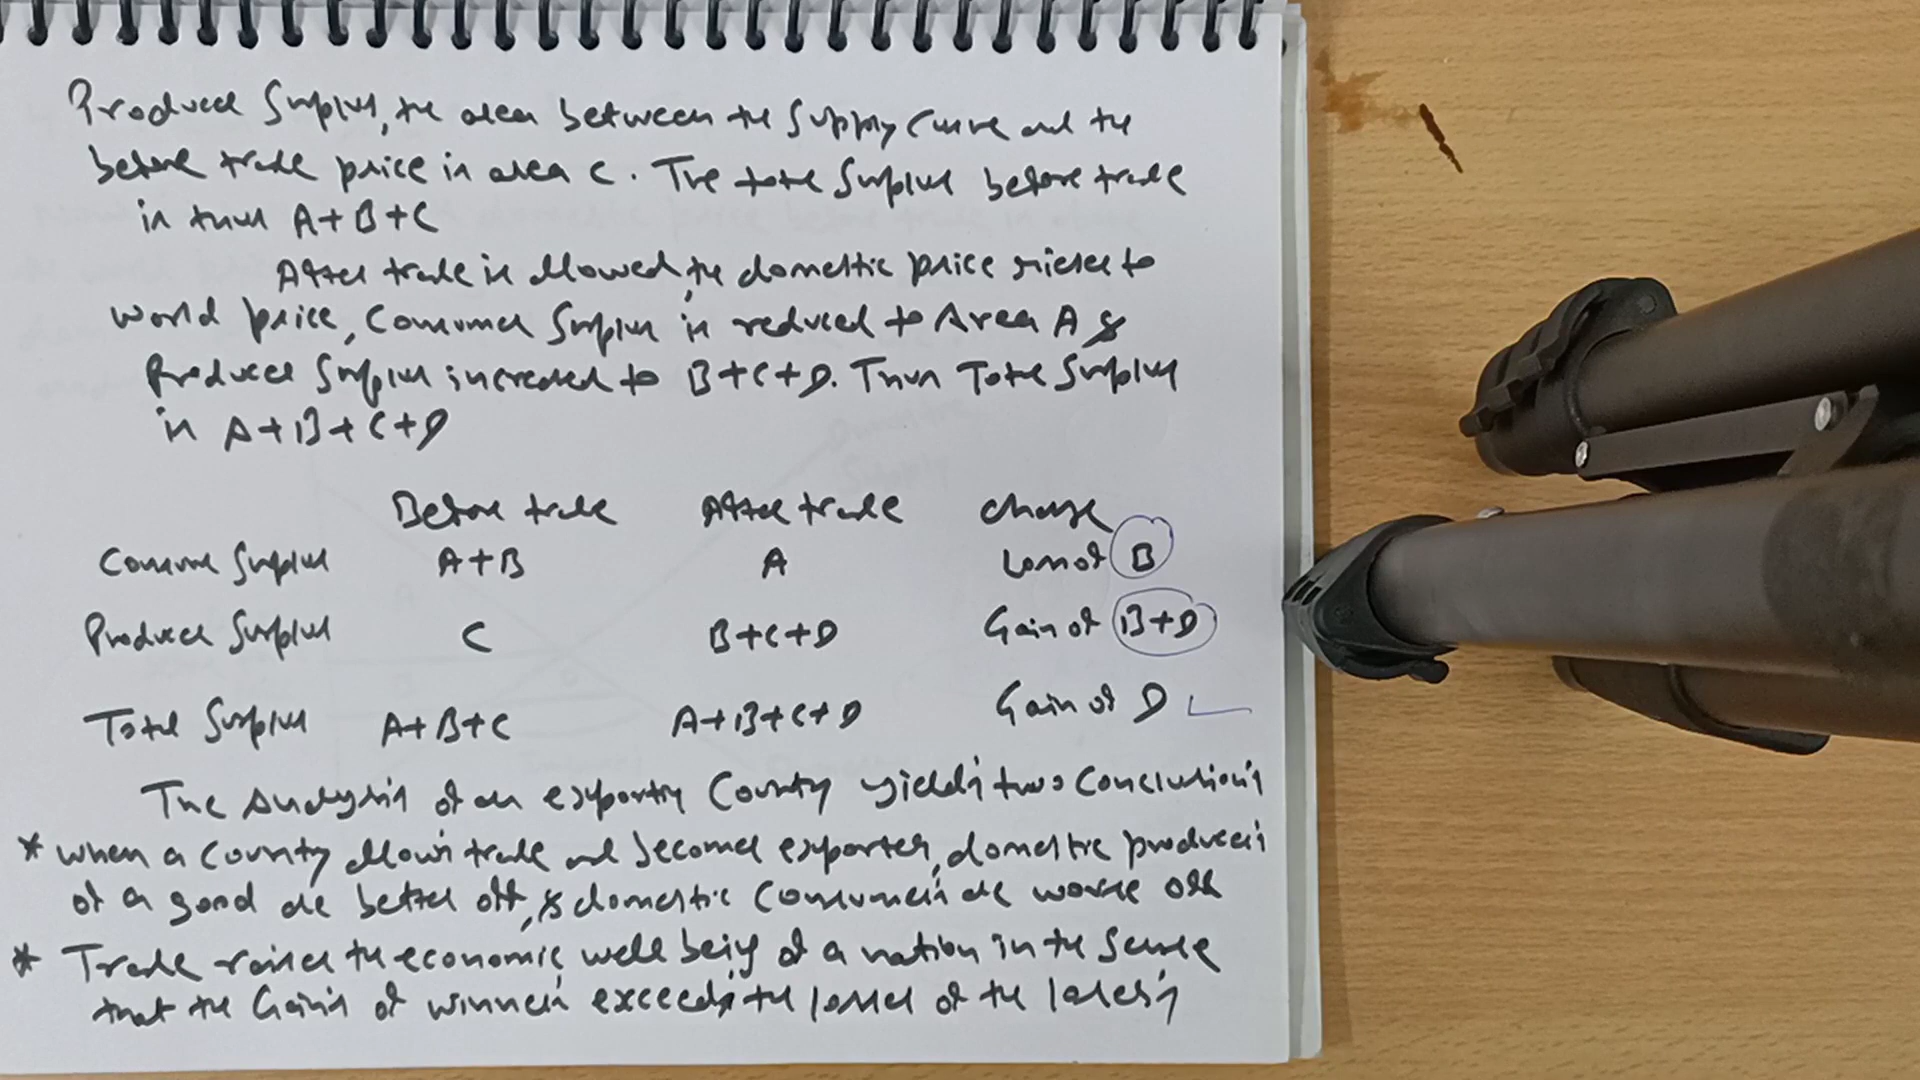 Producer Surplus, the area between the supply curve and the
before trade price is area C. The total Surplus before trade
is thus A+B+C
After trade is allowed, the domestic price rises to
world price, Consumer Surplus is reduced to Area A &
Producer Surplus increased to B+C+D. Thus Total Surplus
is A+B+C+D
Before trade After trade change
Consumer Surplus A+B A Loss of B
Producer Surplus C B+C+D Gain of B+D
Total Surplus A+B+C A+B+C+D Gain of D
The Analysis of an exporting Country yields two Conclusions
* when a country allows trade and becomes exporter, domestic producers
of a good are better off, & domestic consumers are worse off
* Trade raises the economic well being of a nation in the sense
that the Gains of winners exceeds the losses of the losers